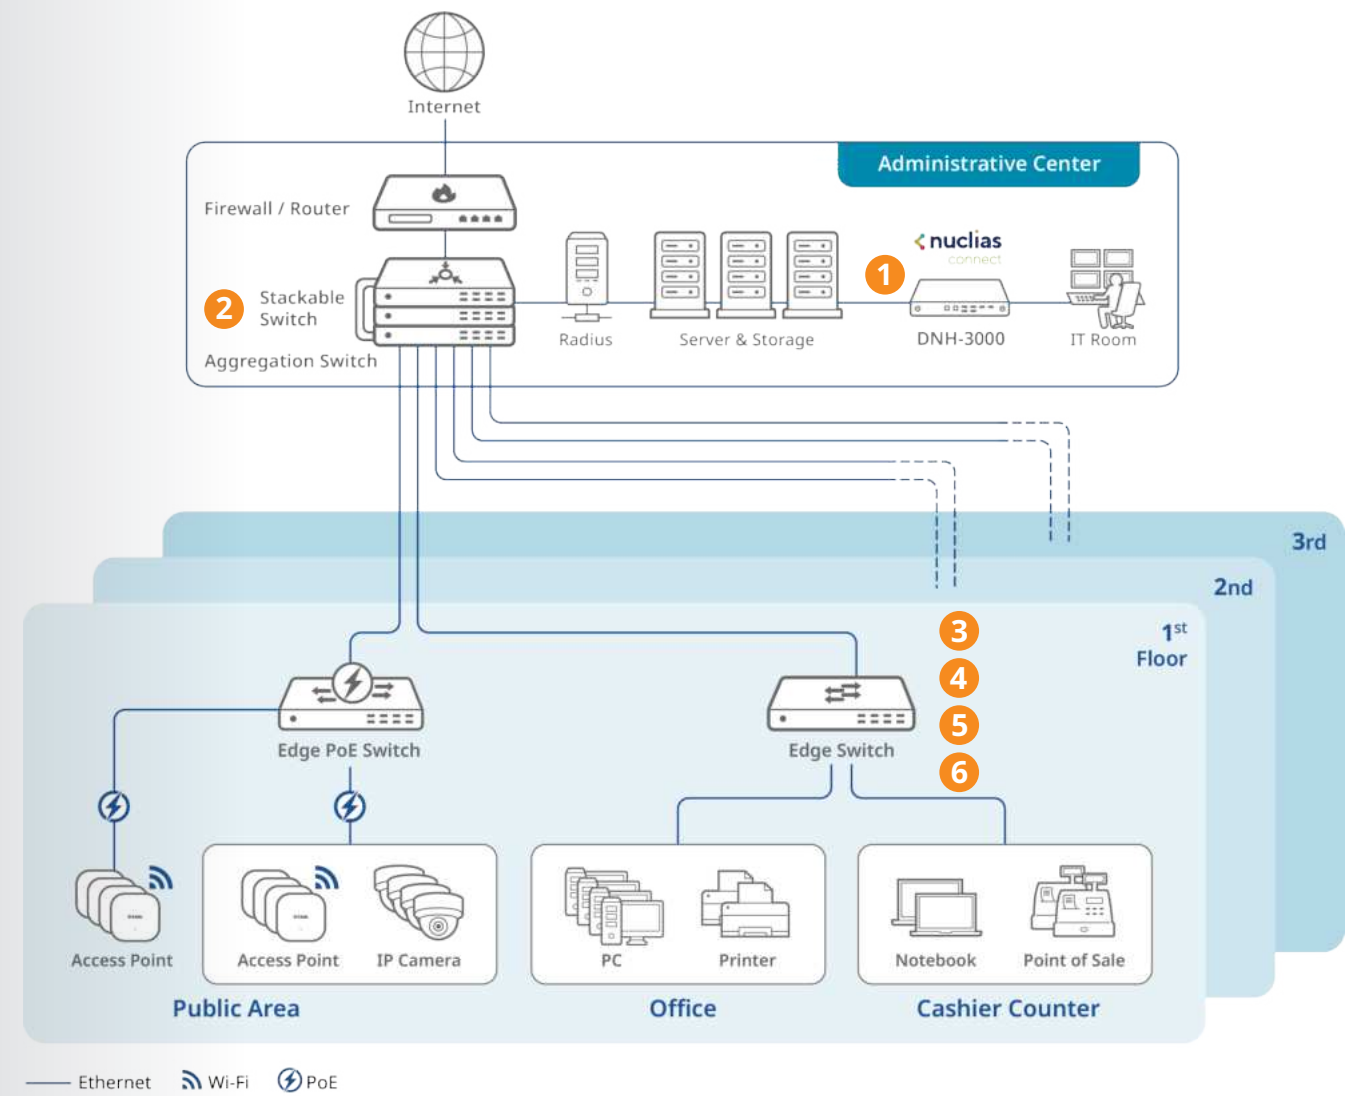 Internet
Administrative Center
Firewall / Router
nuclias
connect
1
2
Stackable
Switch
Radius
Server & Storage
DNH-3000
IT Room
Aggregation Switch
3rd
2nd
1st
Floor
3
4
5
6
Edge PoE Switch
Edge Switch
Access Point
Access Point
IP Camera
PC
Printer
Notebook
Point of Sale
Public Area
Office
Cashier Counter
Ethernet
Wi-Fi
PoE